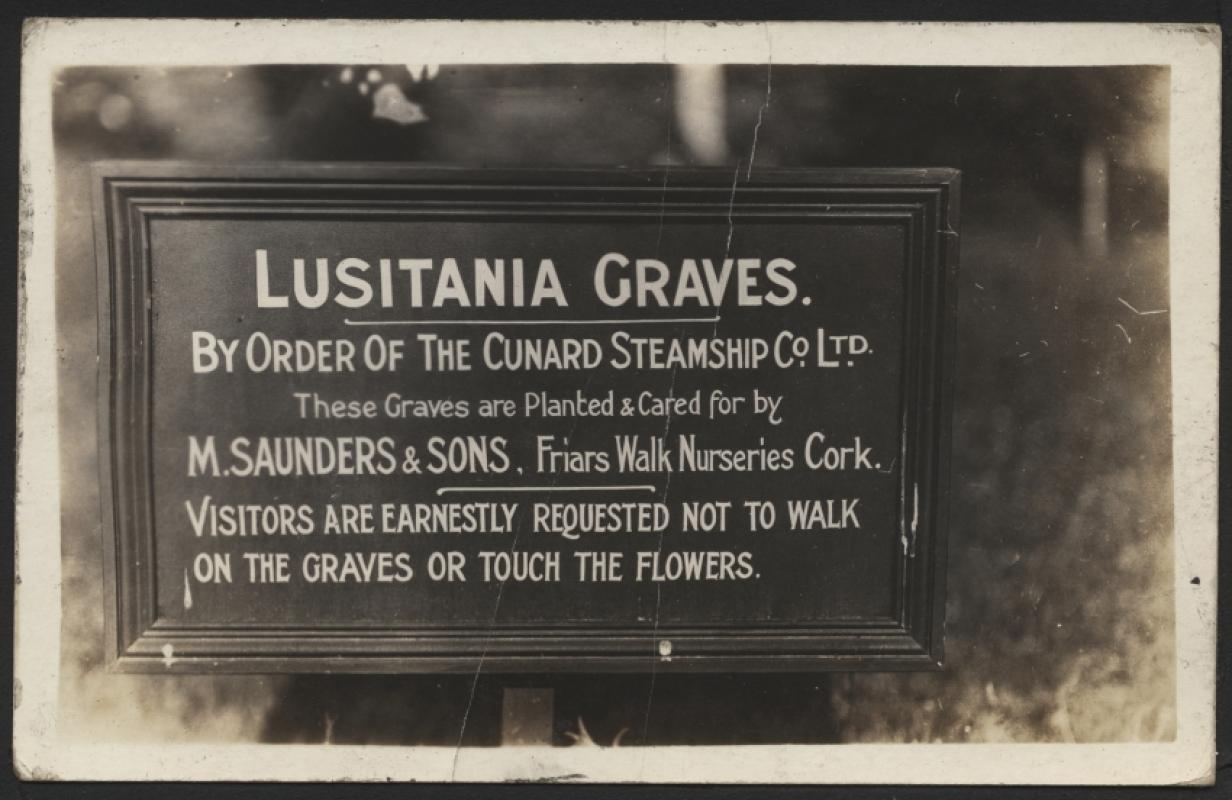 LUSITANIA GRAVES.
BY ORDER OF THE CUNARD STEAMSHIP CO. LTD.
These Graves are Planted & Cared for by
M. SAUNDERS & SONS, Friars Walk Nurseries Cork.
VISITORS ARE EARNESTLY REQUESTED NOT TO WALK
ON THE GRAVES OR TOUCH THE FLOWERS.